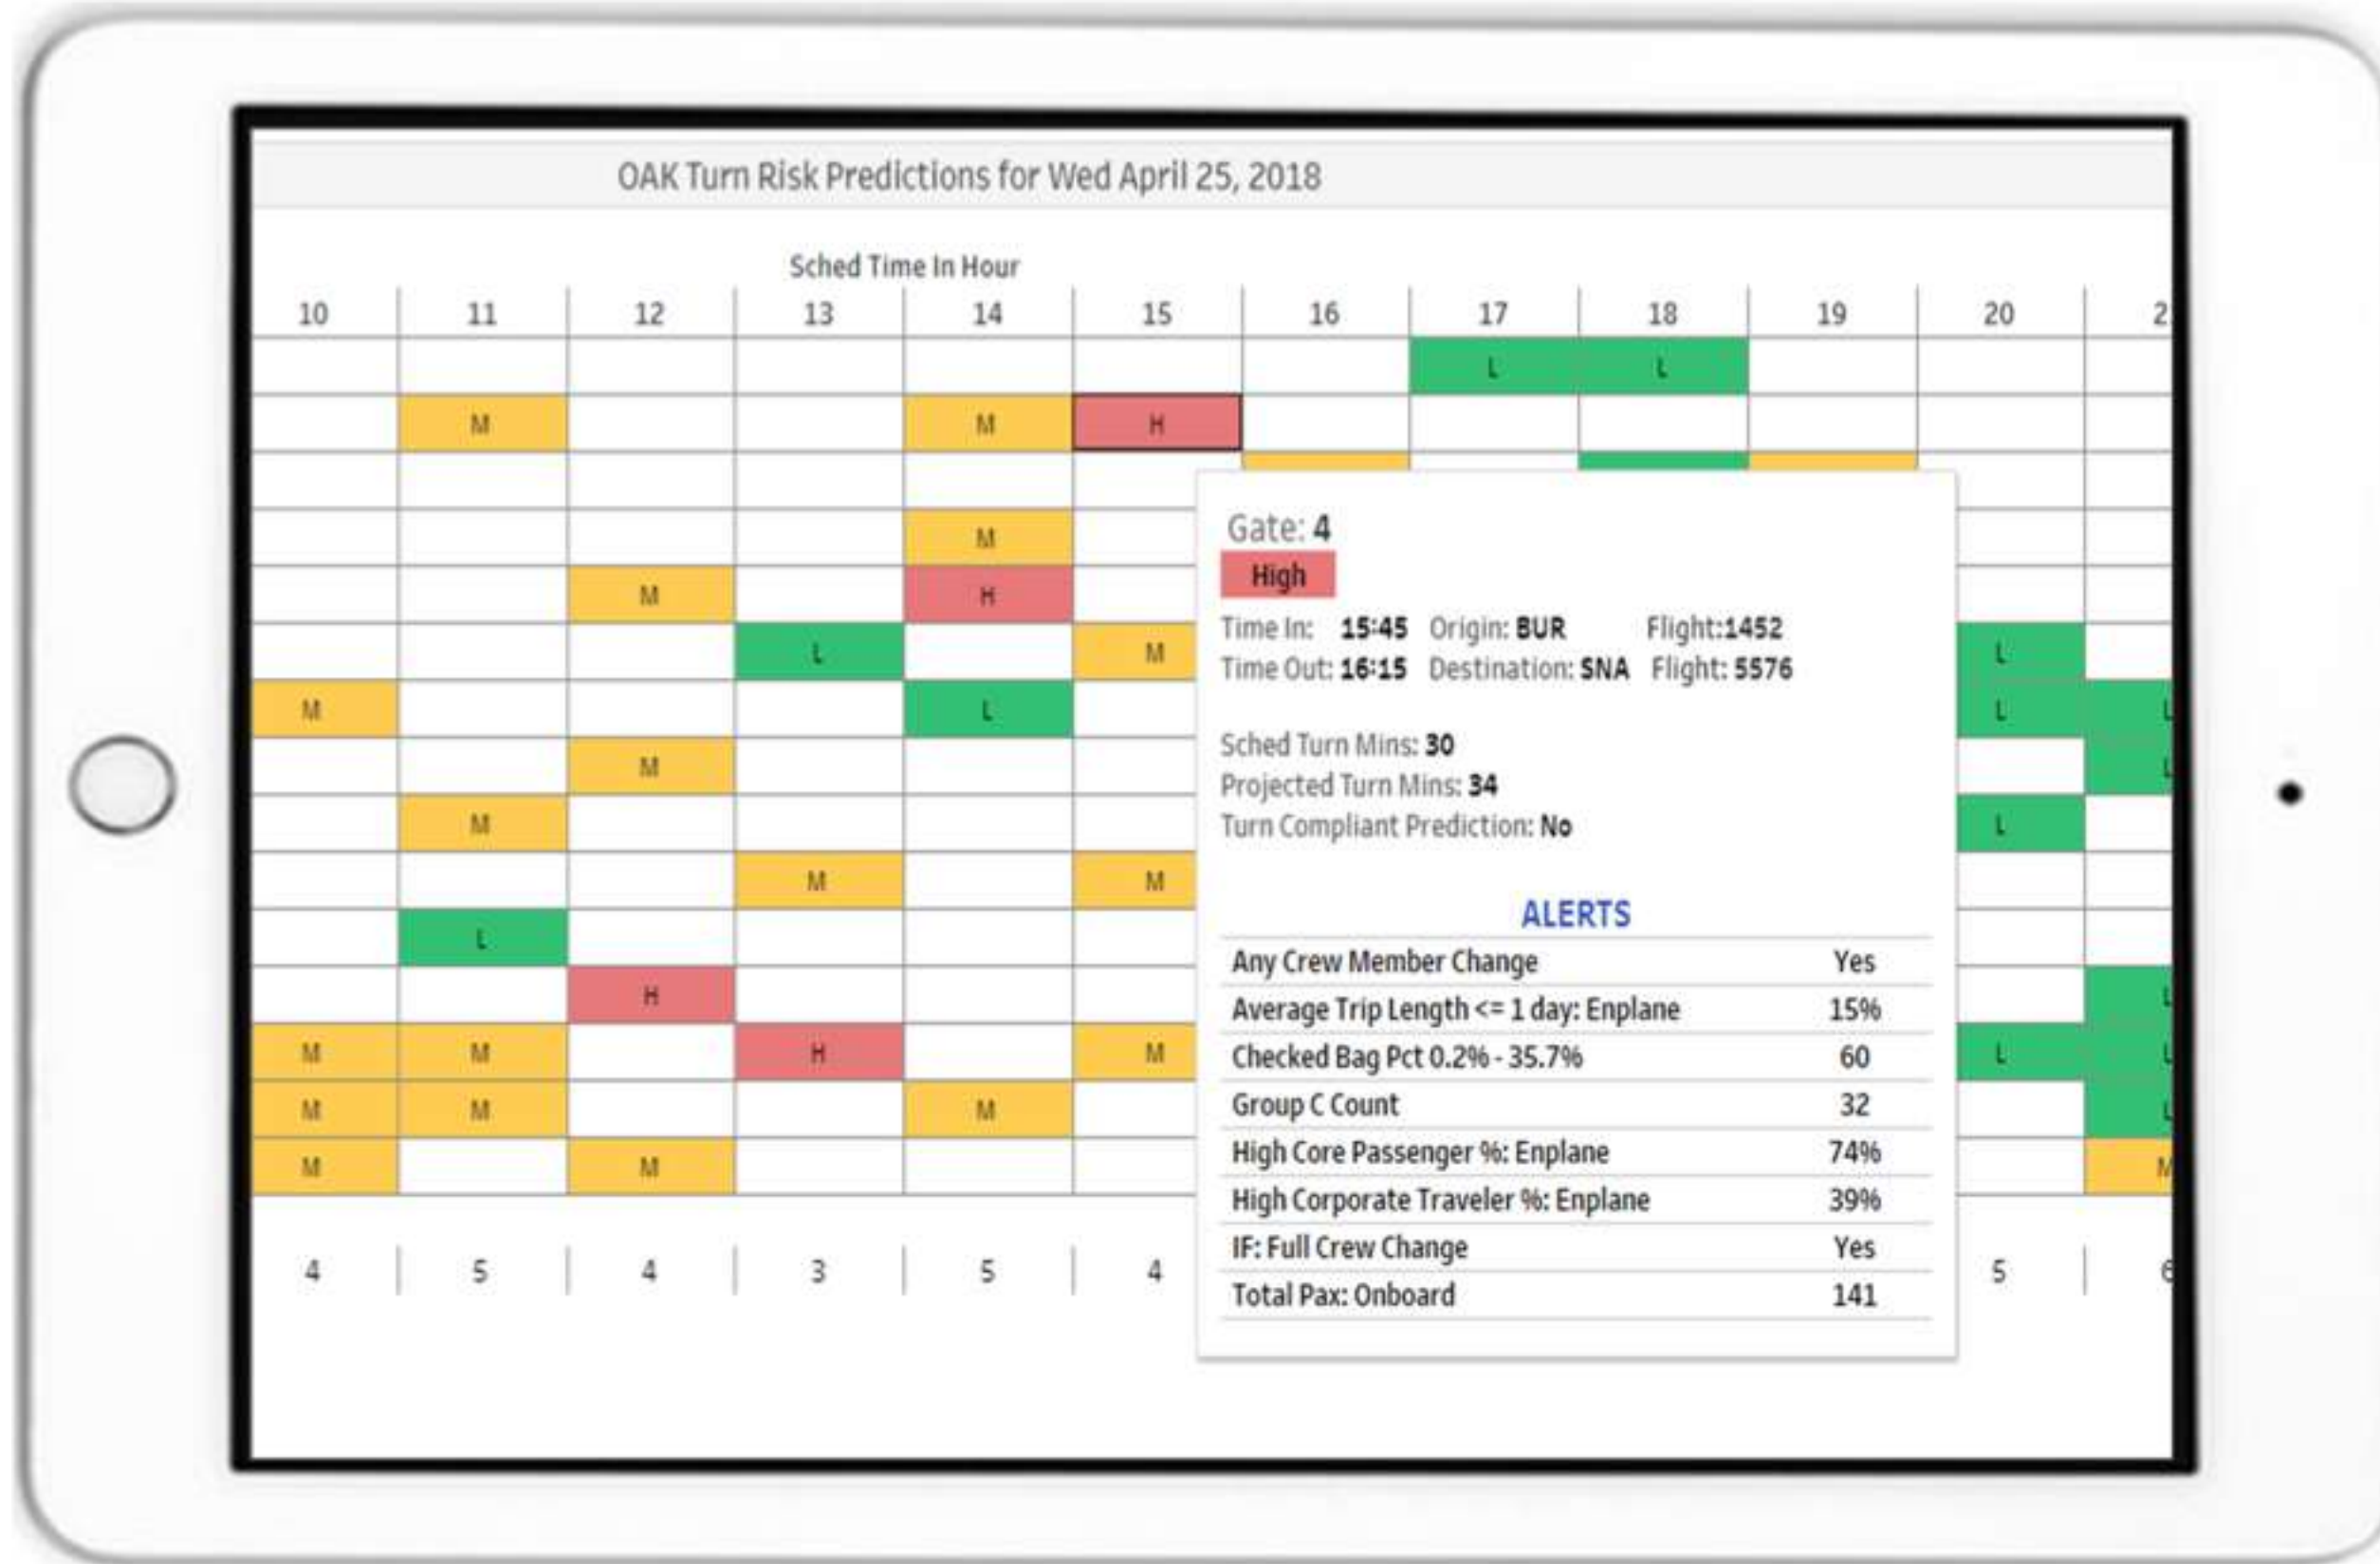 OAK Turn Risk Predictions for Wed April 25, 2018
Sched Time In Hour
10 11 12 13 14 15 16 17 18 19 20 2
L L
M M H
M
M H
Gate: 4
High
Time In: 15:45 Origin: BUR Flight:1452
L M L
Time Out: 16:15 Destination: SNA Flight: 5576
M L L L
Sched Turn Mins: 30
M L
Projected Turn Mins: 34
M L
Turn Compliant Prediction: No
M M
ALERTS
L
Any Crew Member Change Yes
H L
Average Trip Length <= 1 day: Enplane 15%
M M H M L L
Checked Bag Pct 0.2% - 35.7% 60
M M M L
Group C Count 32
High Core Passenger %: Enplane 74%
M M M
High Corporate Traveler %: Enplane 39%
IF: Full Crew Change Yes
4 5 4 3 5 4 5 6
Total Pax: Onboard 141